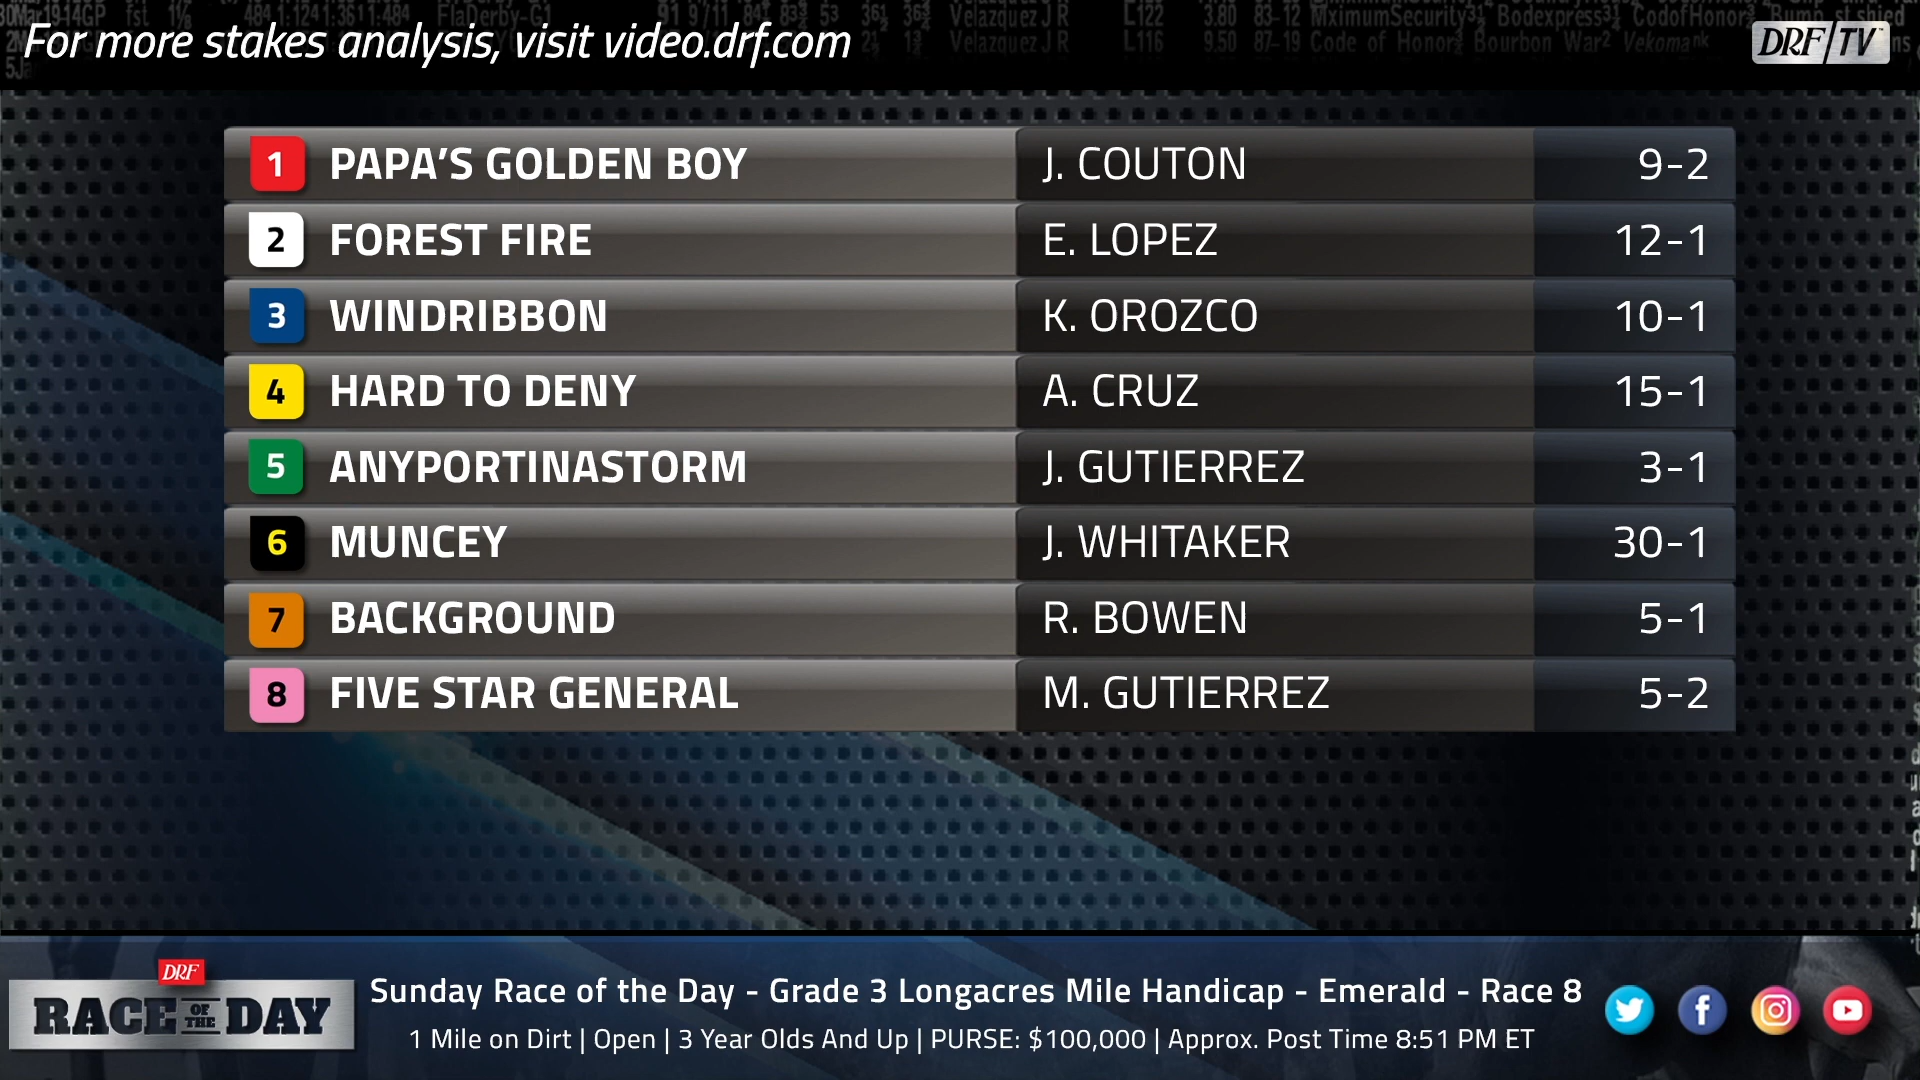 For more stakes analysis, visit video.drf.com
DRF/TV
1 PAPA'S GOLDEN BOY J. COUTON 9-2
2 FOREST FIRE E. LOPEZ 12-1
3 WINDRIBBON K. OROZCO 10-1
4 HARD TO DENY A. CRUZ 15-1
5 ANYPORTINASTORM J. GUTIERREZ 3-1
6 MUNCEY J. WHITAKER 30-1
7 BACKGROUND R. BOWEN 5-1
8 FIVE STAR GENERAL M. GUTIERREZ 5-2
DRF
RACE OF THE DAY
Sunday Race of the Day - Grade 3 Longacres Mile Handicap - Emerald - Race 8
1 Mile on Dirt | Open | 3 Year Olds And Up | PURSE: $100,000 | Approx. Post Time 8:51 PM ET